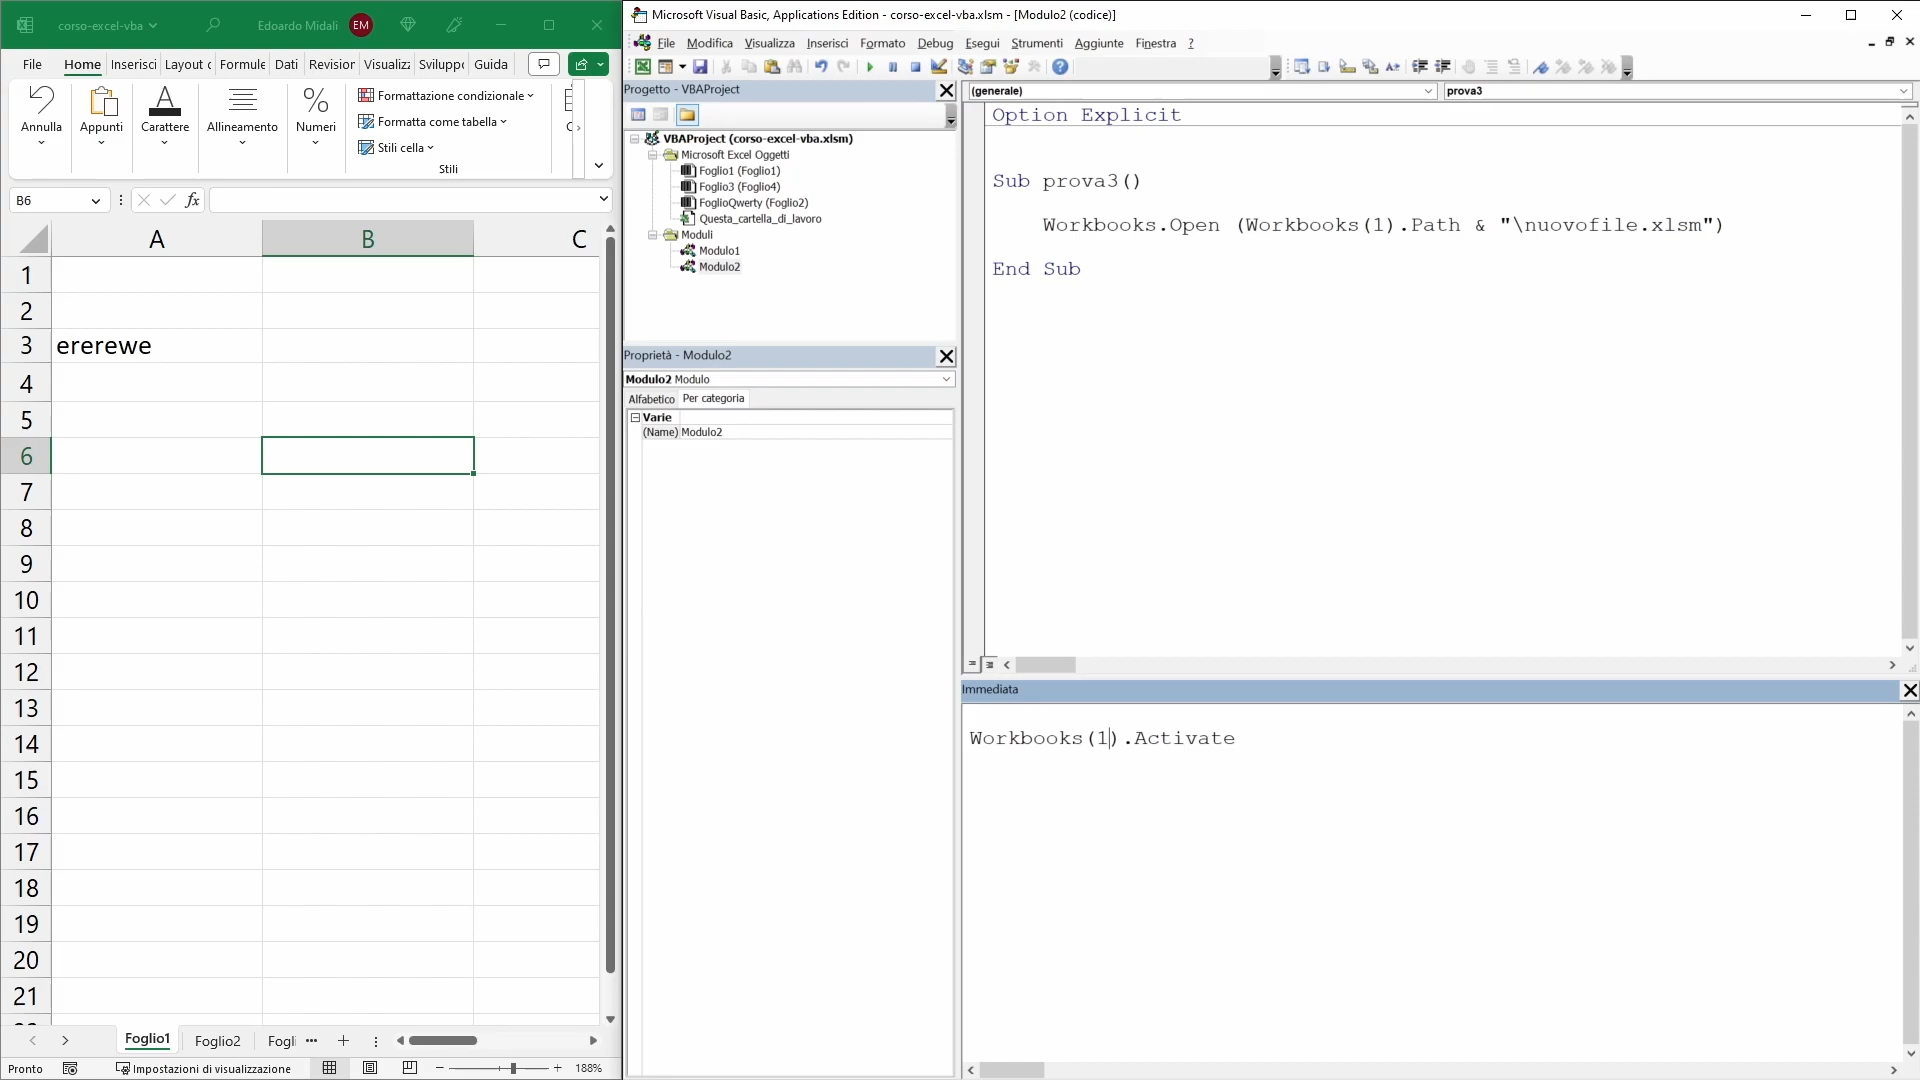 corso-excel-vba
Edoardo Midali
EM
File
Home
Inserisci
Formule
Dati
Guida
Annulla
Appunti
Carattere
Allineamento
Numeri
Formattazione condizionale
Formatta come tabella
Stili cella
Stili
B6
fx
A
B
C
1
2
3
ererewe
4
5
6
7
8
9
10
11
12
13
14
15
16
17
18
19
20
21
Foglio1
Foglio2
Fogli
Pronto
Impostazioni di visualizzazione
188%
Microsoft Visual Basic, Applications Edition - corso-excel-vba.xlsm - [Modulo2 (codice)]
File Modifica Visualizza Inserisci Formato Debug Esegui Strumenti Aggiunte Finestra ?
Progetto - VBAProject
VBAProject (corso-excel-vba.xlsm)
Microsoft Excel Oggetti
Foglio1 (Foglio1)
Foglio3 (Foglio4)
FoglioQwerty (Foglio2)
Questa_cartella_di_lavoro
Moduli
Modulo1
Modulo2
Proprietà - Modulo2
Modulo2 Modulo
Alfabetico Per categoria
Varie
(Name) Modulo2
(generale)
prova3
Option Explicit
Sub prova3()
Workbooks.Open (Workbooks(1).Path & "\nuovofile.xlsm")
End Sub
Immediata
Workbooks(1).Activate